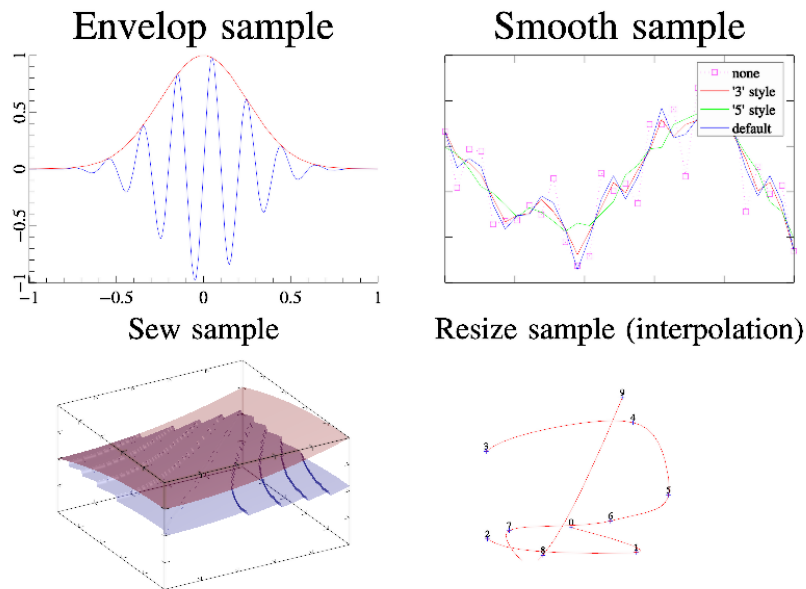 Envelop sample
Smooth sample
1
0.5
0
−0.5
−1
−1
−0.5
0
0.5
1
none
'3' style
'5' style
default
Sew sample
Resize sample (interpolation)
9
4
3
5
6
0
7
2
8
1